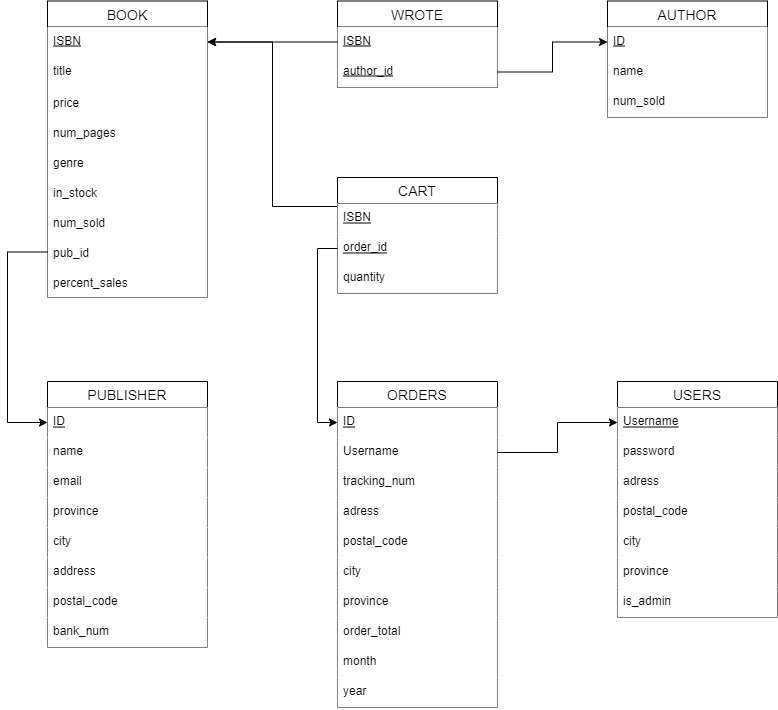 BOOK
ISBN
title
price
num_pages
genre
in_stock
num_sold
pub_id
percent_sales
WROTE
ISBN
author_id
AUTHOR
ID
name
num_sold
CART
ISBN
order_id
quantity
PUBLISHER
ID
name
email
province
city
address
postal_code
bank_num
ORDERS
ID
Username
tracking_num
adress
postal_code
city
province
order_total
month
year
USERS
Username
password
adress
postal_code
city
province
is_admin